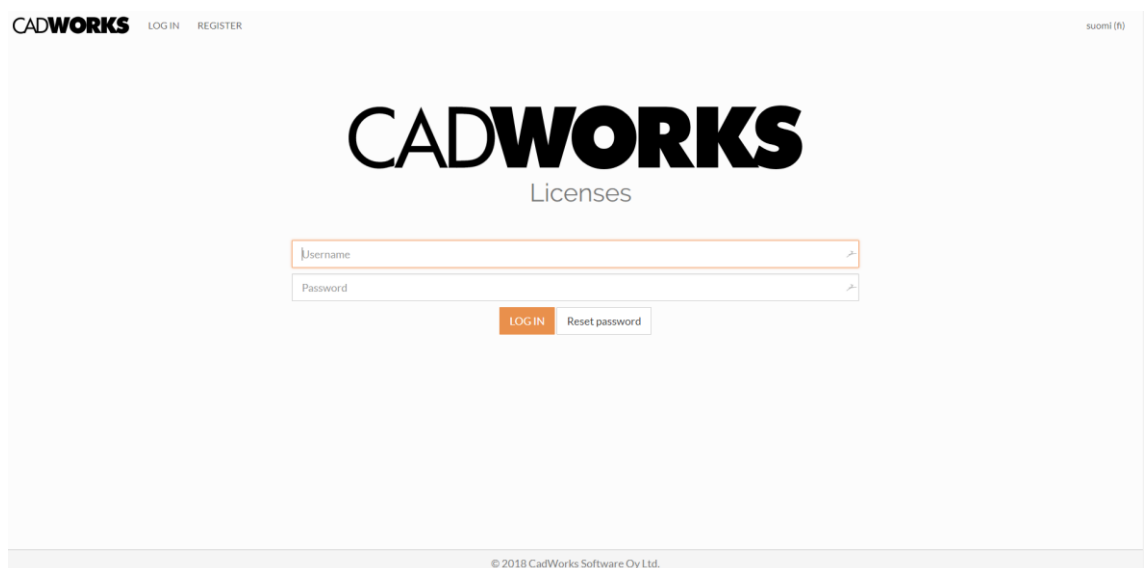 CADWORKS LOG IN REGISTER suomi (fi)
CADWORKS
Licenses
Username
Password
LOG IN Reset password
© 2018 CadWorks Software Oy Ltd.